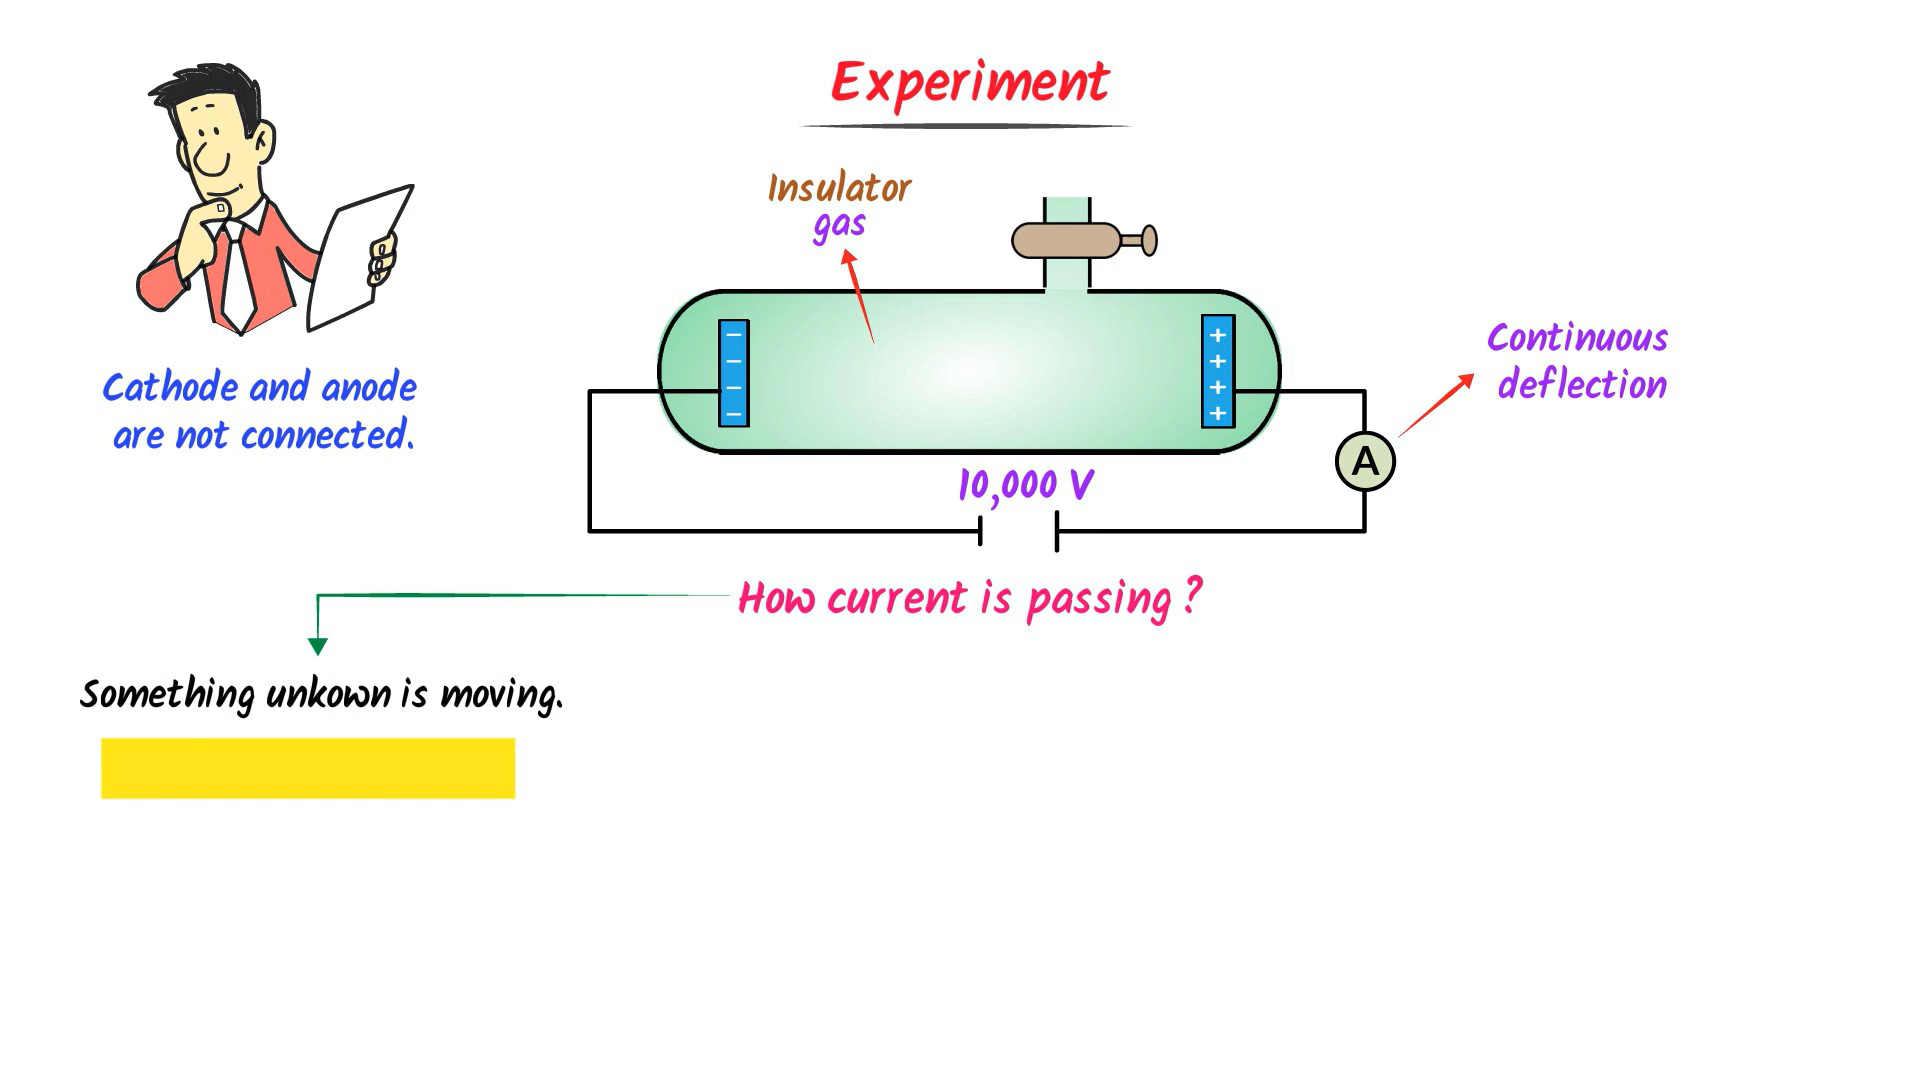 Experiment
Insulator
gas
Cathode and anode
are not connected.
− + 
− +
− +
− +
Continuous
deflection
A
10,000 V
How current is passing ?
Something unkown is moving.